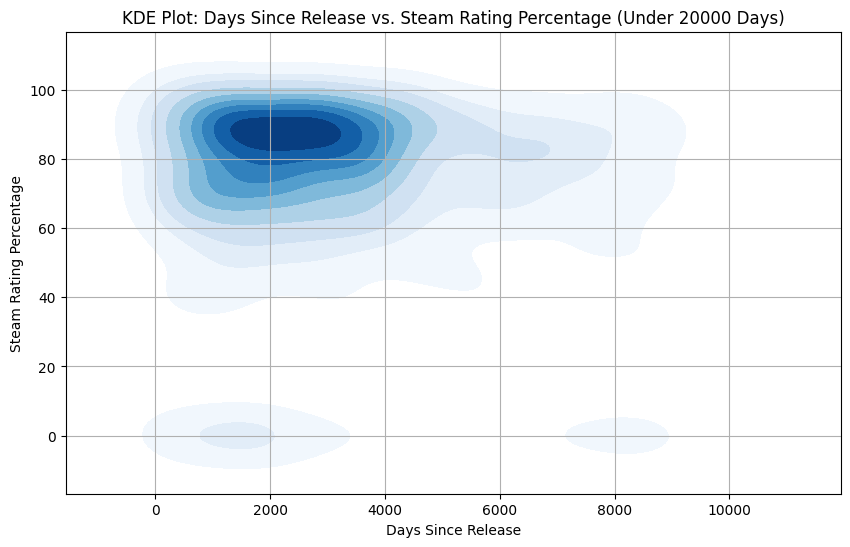 KDE Plot: Days Since Release vs. Steam Rating Percentage (Under 20000 Days)
Steam Rating Percentage
100
80
60
40
20
0
0 2000 4000 6000 8000 10000
Days Since Release